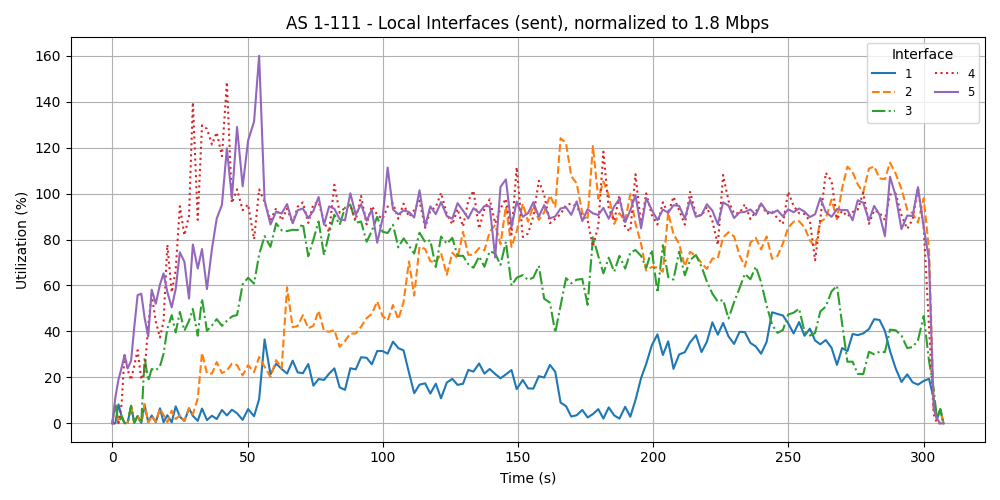 AS 1-111 - Local Interfaces (sent), normalized to 1.8 Mbps
Utilization (%)
160
140
120
100
80
60
40
20
0
0 50 100 150 200 250 300
Time (s)
Interface
1 4
2 5
3